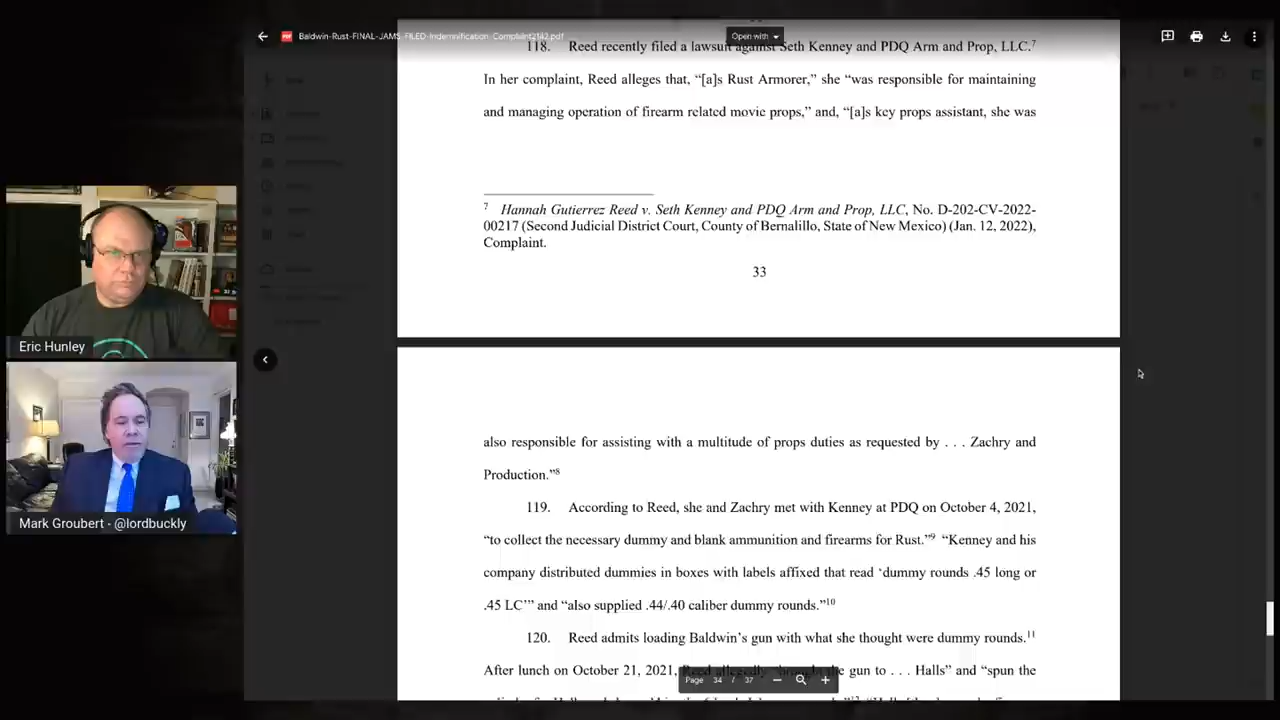 Baldwin-Rust-FINAL-JAMS-FILED-Indemnification-Complaint2142.pdf
Open with
118. Reed recently filed a lawsuit against Seth Kenney and PDQ Arm and Prop, LLC.7
In her complaint, Reed alleges that, “[a]s Rust Armorer,” she “was responsible for maintaining
and managing operation of firearm related movie props,” and, “[a]s key props assistant, she was
7 Hannah Gutierrez Reed v. Seth Kenney and PDQ Arm and Prop, LLC, No. D-202-CV-2022-
00217 (Second Judicial District Court, County of Bernalillo, State of New Mexico) (Jan. 12, 2022),
Complaint.
33
Eric Hunley
Mark Groubert - @lordbuckly
also responsible for assisting with a multitude of props duties as requested by . . . Zachry and
Production.”8
119. According to Reed, she and Zachry met with Kenney at PDQ on October 4, 2021,
“to collect the necessary dummy and blank ammunition and firearms for Rust.”9 “Kenney and his
company distributed dummies in boxes with labels affixed that read ‘dummy rounds .45 long or
.45 LC’” and “also supplied .44/.40 caliber dummy rounds.”10
120. Reed admits loading Baldwin’s gun with what she thought were dummy rounds.11
After lunch on October 21, 2021, the gun to . . . Halls” and “spun the
Page 34 / 37